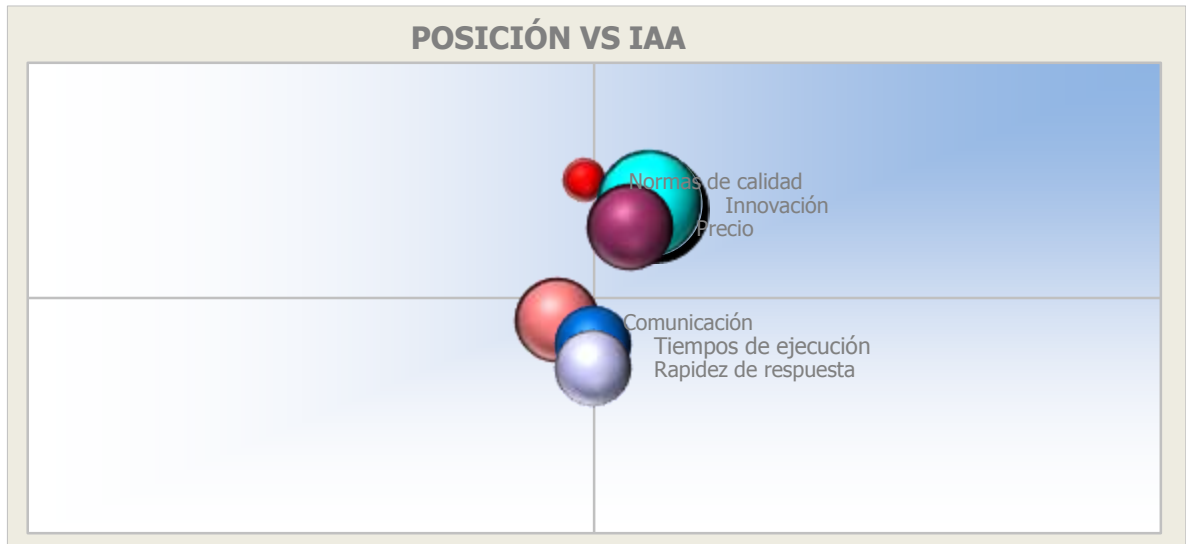 POSICIÓN VS IAA
Normas de calidad
Innovación
Precio
Comunicación
Tiempos de ejecución
Rapidez de respuesta